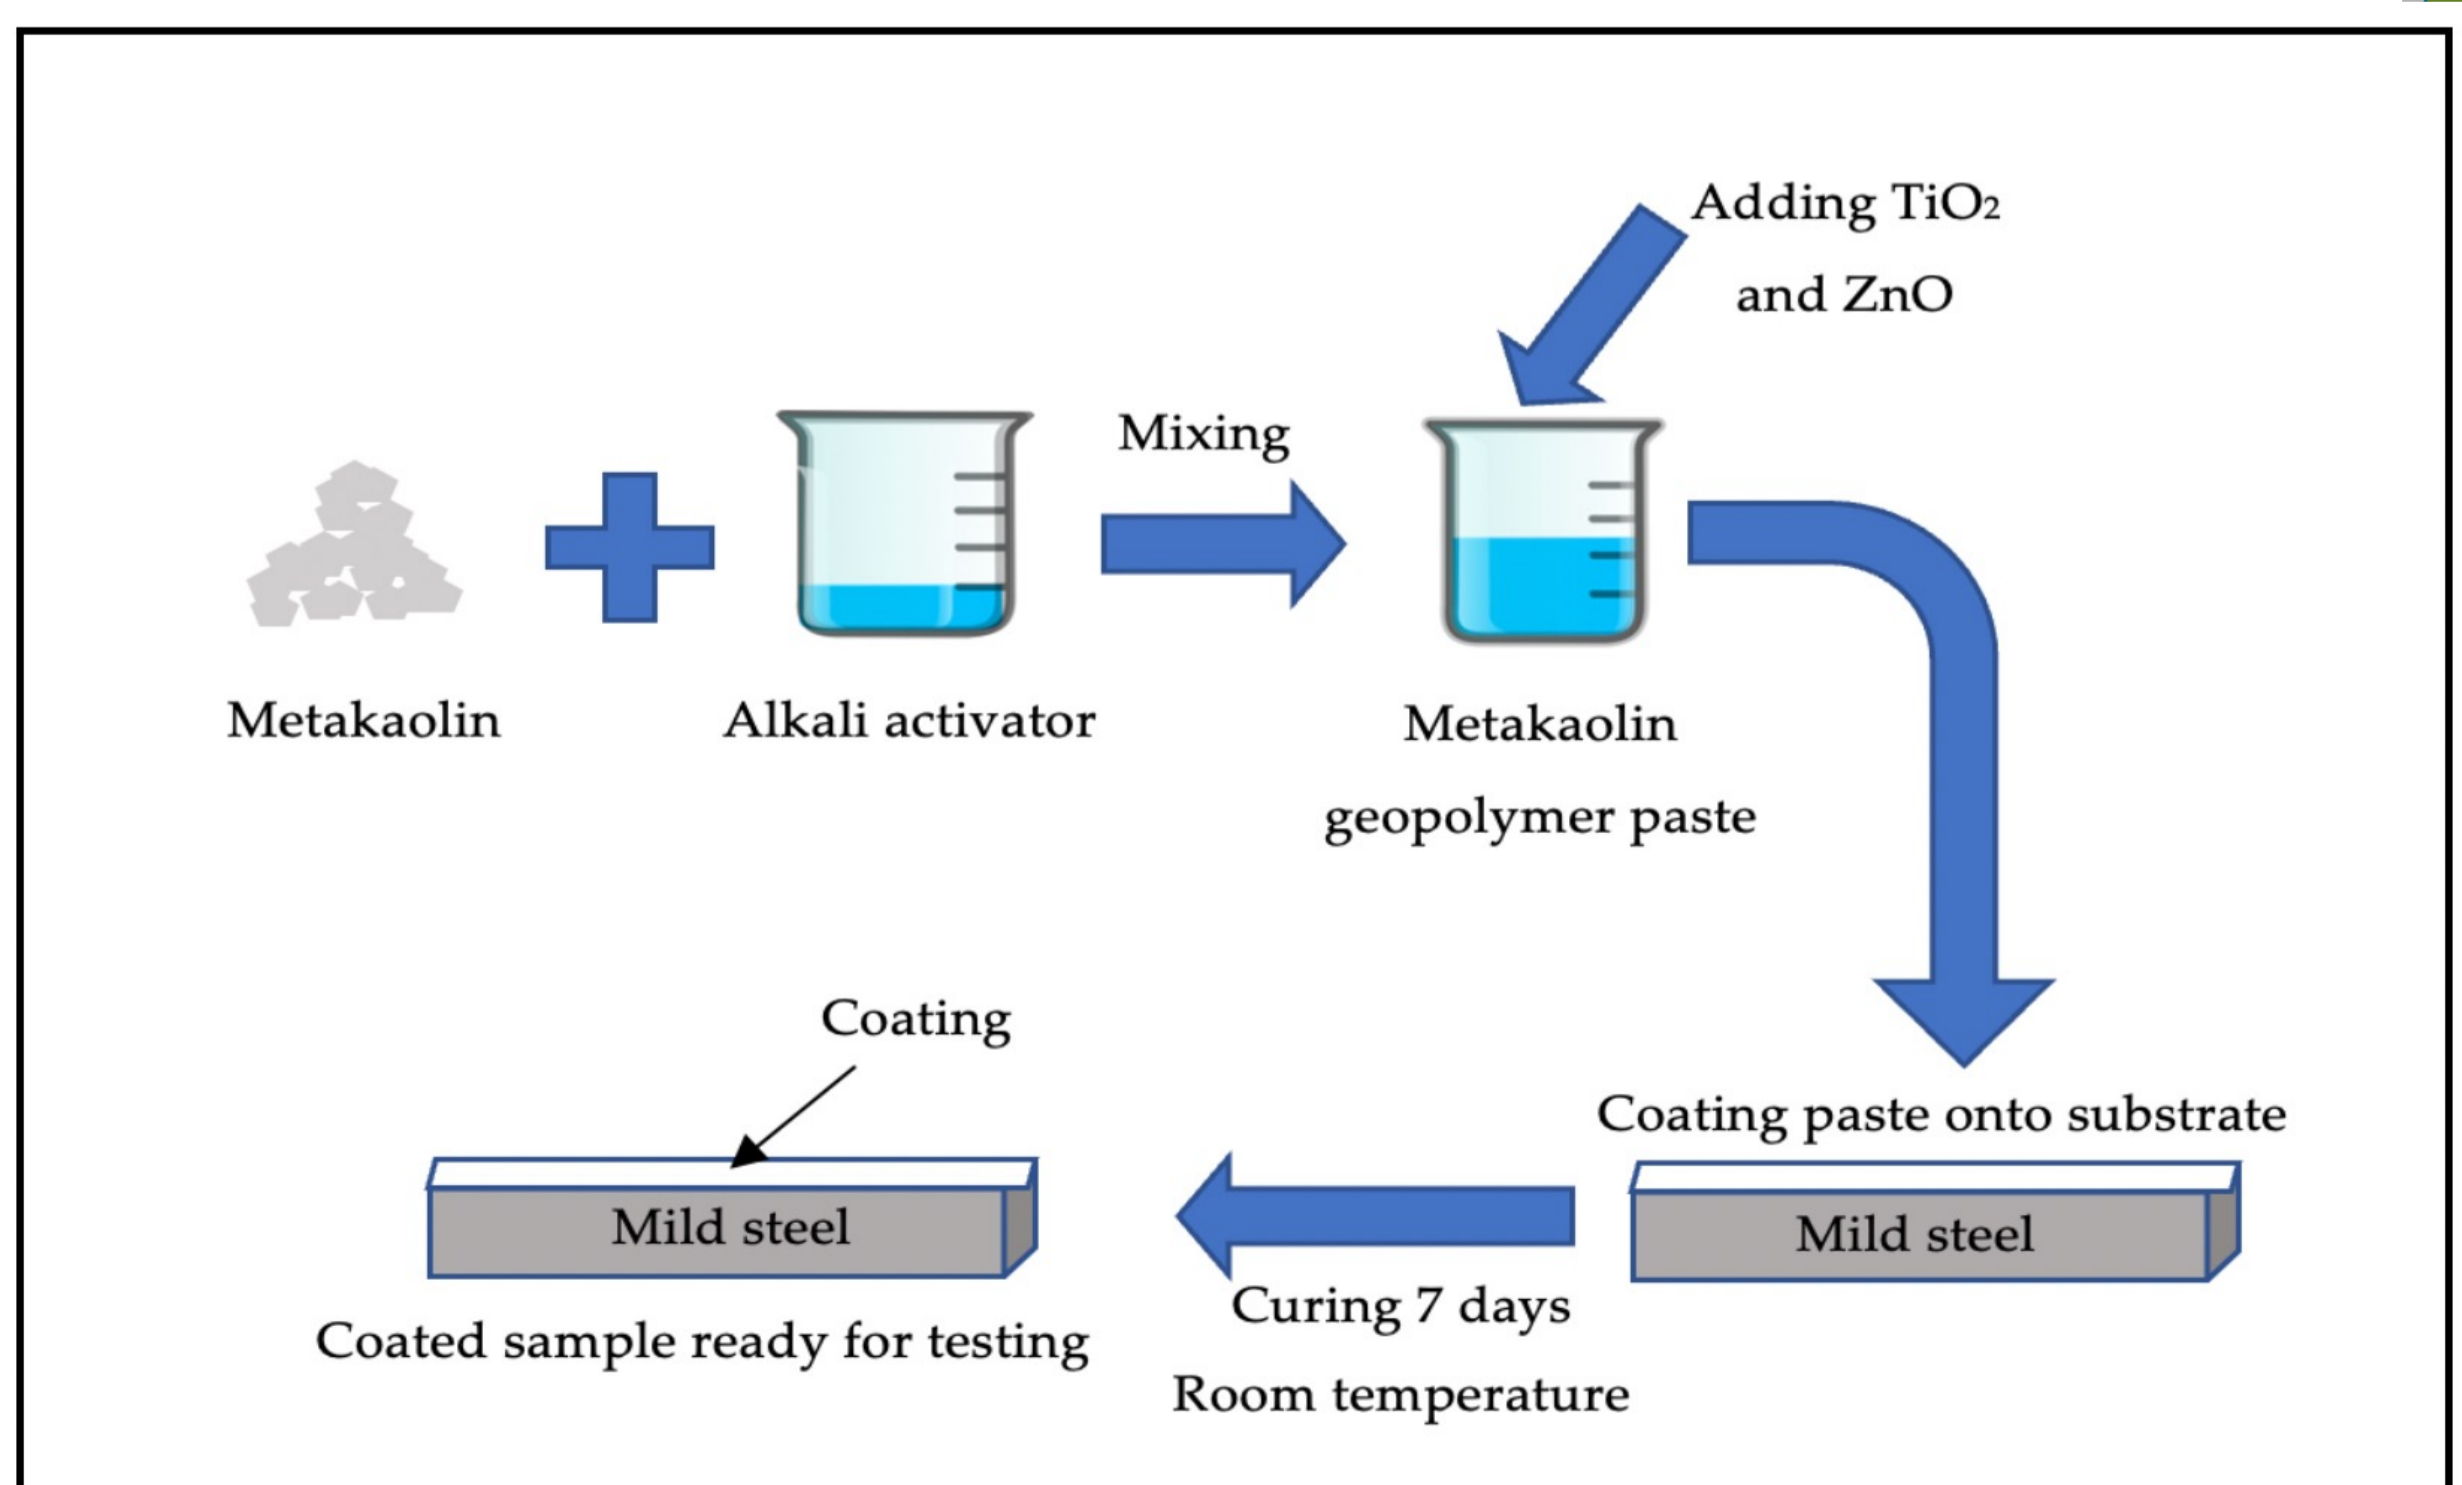 Adding TiO₂
and ZnO
Mixing
Metakaolin
Alkali activator
Metakaolin
geopolymer paste
Coating
Coating paste onto substrate
Mild steel
Mild steel
Curing 7 days
Coated sample ready for testing
Room temperature